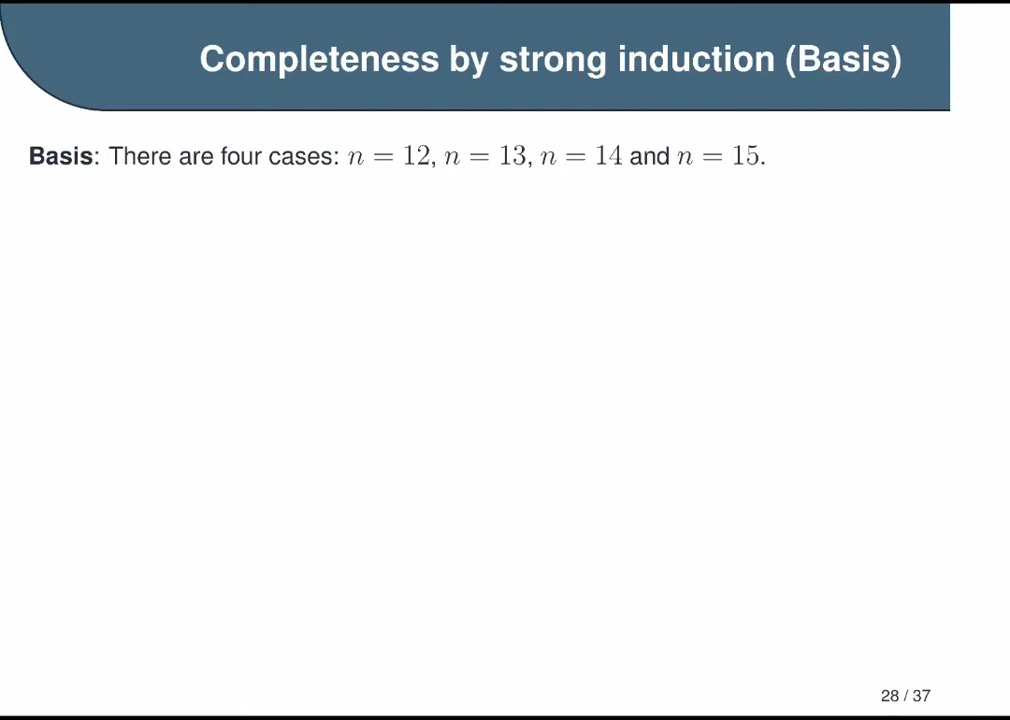 Completeness by strong induction (Basis)
Basis: There are four cases: n = 12, n = 13, n = 14 and n = 15.
28 / 37